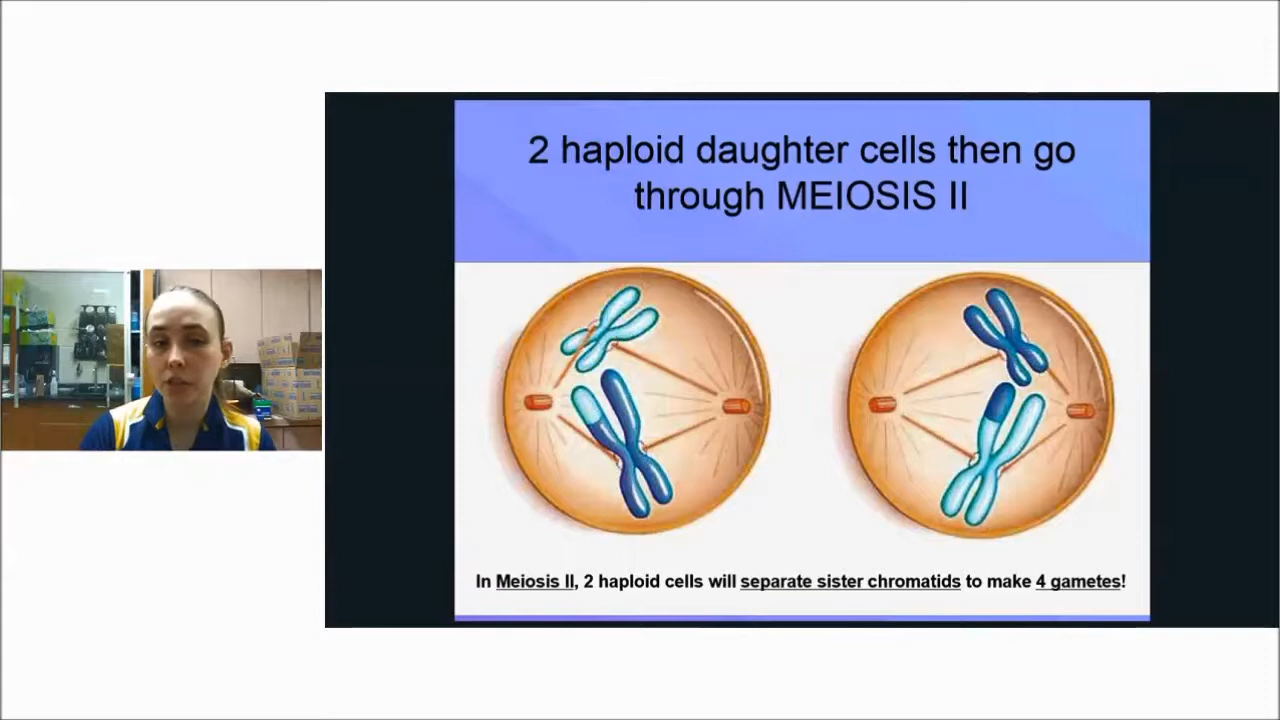 2 haploid daughter cells then go
through MEIOSIS II
In Meiosis II, 2 haploid cells will separate sister chromatids to make 4 gametes!